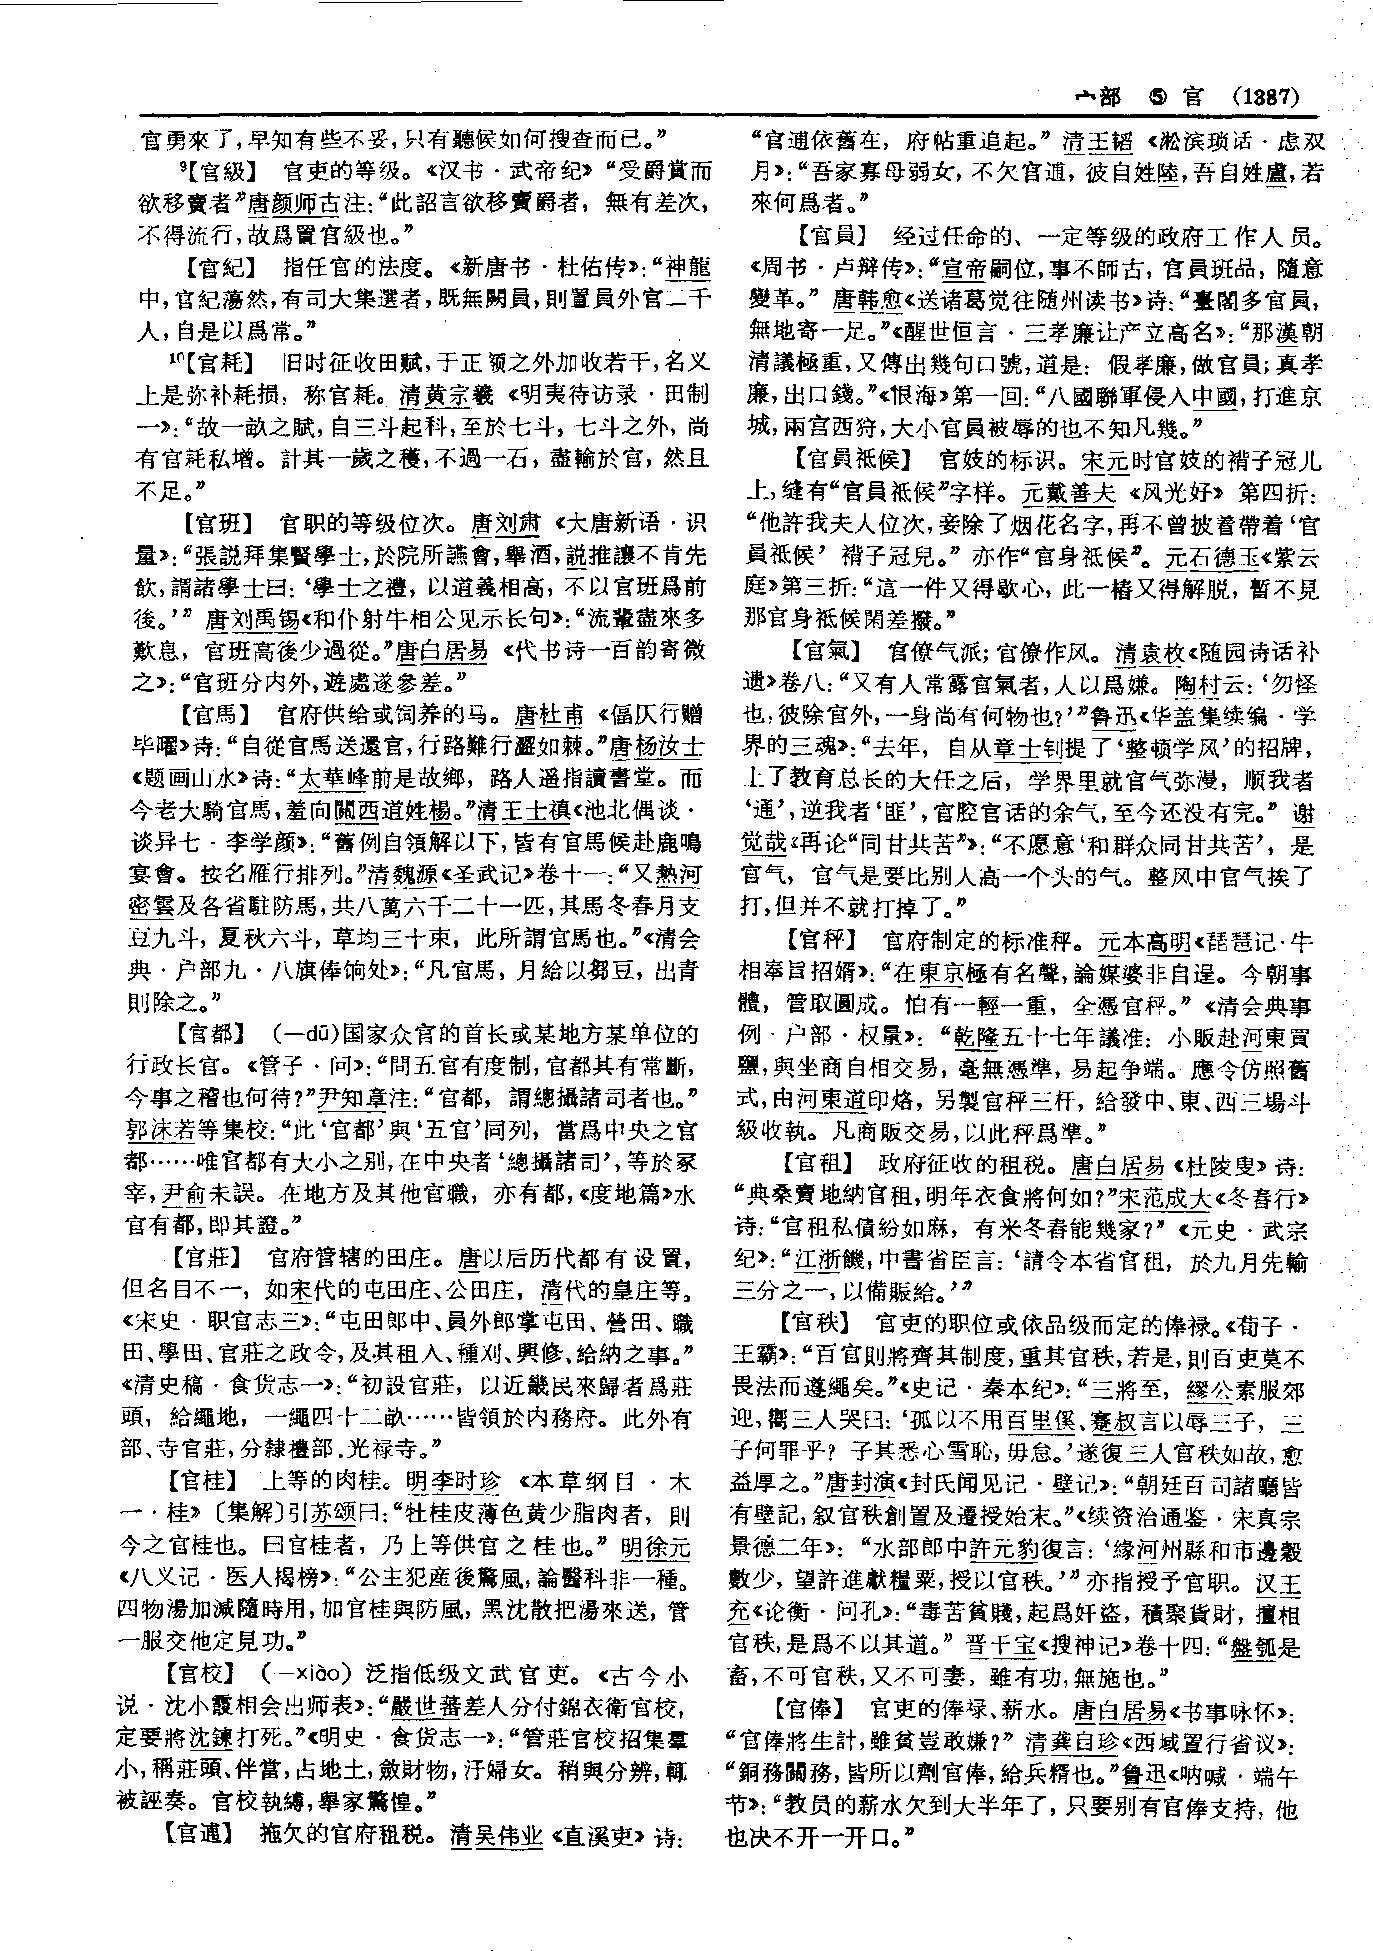 宀部 ⑤ 官 (1387)
官勇來了,早知有些不妥,只有聽候如何搜查而已。”
⁹【官級】 官吏的等级。《汉书·武帝纪》“受爵賞而
欲移賣者”唐颜师古注:“此詔言欲移賣爵者,無有差次,
不得流行,故爲置官級也。”
【官紀】 指任官的法度。《新唐书·杜佑传》:“神龍
中,官紀蕩然,有司大集選者,既無闕員,則置員外官二千
人,自是以爲常。”
¹⁰【官耗】 旧时征收田赋,于正额之外加收若干,名义
上是弥补耗损,称官耗。清黄宗羲《明夷待访录·田制
一》:“故一畝之賦,自三斗起科,至於七斗,七斗之外,尚
有官耗私增。計其一歲之穫,不過一石,盡輸於官,然且
不足。”
【官班】 官职的等级位次。唐刘肃《大唐新语·识
量》:“張説拜集賢學士,於院所讌會,舉酒,説推讓不肯先
飲,謂諸學士曰:‘學士之禮,以道義相高,不以官班爲前
後。’” 唐刘禹锡《和仆射牛相公见示长句》:“流輩盡來多
歎息,官班高後少過從。”唐白居易《代书诗一百韵寄微
之》:“官班分内外,遊處遂參差。”
【官馬】 官府供给或饲养的马。唐杜甫《偪仄行赠
毕曜》诗:“自從官馬送還官,行路難行澀如棘。”唐杨汝士
《题画山水》诗:“太華峰前是故鄉,路人遥指讀書堂。而
今老大騎官馬,羞向關西道姓楊。”清王士禛《池北偶谈·
谈异七·李学颜》:“舊例自領解以下,皆有官馬候赴鹿鳴
宴會。按名雁行排列。”清魏源《圣武记》卷十一:“又熱河
密雲及各省駐防馬,共八萬六千二十一匹,其馬冬春月支
豆九斗,夏秋六斗,草均三十束,此所謂官馬也。”《清会
典·户部九·八旗俸饷处》:“凡官馬,月給以芻豆,出青
則除之。”
【官都】 (—dū)国家众官的首长或某地方某单位的
行政长官。《管子·问》:“問五官有度制,官都其有常斷,
今事之稽也何待?”尹知章注:“官都,謂總攝諸司者也。”
郭沫若等集校:“此‘官都’與‘五官’同列,當爲中央之官
都……唯官都有大小之别,在中央者‘總攝諸司’,等於冢
宰,尹俞未誤。在地方及其他官職,亦有都,《度地篇》水
官有都,即其證。”
【官莊】 官府管辖的田庄。唐以后历代都有设置,
但名目不一,如宋代的屯田庄、公田庄,清代的皇庄等。
《宋史·职官志三》:“屯田郎中、員外郎掌屯田、營田、職
田、學田、官莊之政令,及其租入、種刈、興修、給納之事。”
《清史稿·食货志一》:“初設官莊,以近畿民來歸者爲莊
頭,給繩地,一繩四十二畝……皆領於内務府。此外有
部、寺官莊,分隸禮部、光禄寺。”
【官桂】 上等的肉桂。明李时珍《本草纲目·木
一·桂》〔集解〕引苏颂曰:“牡桂皮薄色黄少脂肉者,則
今之官桂也。曰官桂者,乃上等供官之桂也。” 明徐元
《八义记·医人揭榜》:“公主犯産後驚風,論醫科非一種。
四物湯加減隨時用,加官桂與防風,黑沈散把湯來送,管
一服交他定見功。”
【官校】 (—xiào)泛指低级文武官吏。《古今小
说·沈小霞相会出师表》:“嚴世蕃差人分付錦衣衛官校,
定要將沈鍊打死。”《明史·食货志一》:“管莊官校招集羣
小,稱莊頭、伴當,占地土,斂財物,汙婦女。稍與分辨,輒
被誣奏。官校執縛,舉家驚惶。”
【官逋】 拖欠的官府租税。清吴伟业《直溪吏》诗:
“官逋依舊在,府帖重追起。” 清王韬《淞滨琐话·虑双
月》:“吾家寡母弱女,不欠官逋,彼自姓陸,吾自姓盧,若
來何爲者。”
【官員】 经过任命的、一定等级的政府工作人员。
《周书·卢辩传》:“宣帝嗣位,事不師古,官員班品,隨意
變革。” 唐韩愈《送诸葛觉往随州读书》诗:“臺閣多官員,
無地寄一足。”《醒世恒言·三孝廉让产立高名》:“那漢朝
清議極重,又傳出幾句口號,道是:假孝廉,做官員;真孝
廉,出口錢。”《恨海》第一回:“八國聯軍侵入中國,打進京
城,兩宫西狩,大小官員被辱的也不知凡幾。”
【官員祗候】 官妓的标识。宋元时官妓的褙子冠儿
上,缝有“官員祗候”字样。元戴善夫《风光好》第四折:
“他許我夫人位次,妾除了烟花名字,再不曾披着帶着‘官
員祗候’褙子冠兒。” 亦作“官身祗候”。元石德玉《紫云
庭》第三折:“這一件又得歇心,此一樁又得解脱,暫不見
那官身祗候閑差撥。”
【官氣】 官僚气派;官僚作风。清袁枚《随园诗话补
遗》卷八:“又有人常露官氣者,人以爲嫌。陶村云:‘勿怪
也,彼除官外,一身尚有何物也?’”鲁迅《华盖集续编·学
界的三魂》:“去年,自从章士钊提了‘整顿学风’的招牌,
上了教育总长的大任之后,学界里就官气弥漫,顺我者
‘通’,逆我者‘匪’,官腔官话的余气,至今还没有完。” 谢
觉哉《再论“同甘共苦”》:“不愿意‘和群众同甘共苦’,是
官气,官气是要比别人高一个头的气。整风中官气挨了
打,但并不就打掉了。”
【官秤】 官府制定的标准秤。元本高明《琵琶记·牛
相奉旨招婿》:“在東京極有名聲,論媒婆非自逞。今朝事
體,管取圓成。怕有一輕一重,全憑官秤。” 《清会典事
例·户部·权量》:“乾隆五十七年議准:小販赴河東買
鹽,與坐商自相交易,毫無憑準,易起争端。應令仿照舊
式,由河東道印烙,另製官秤三杆,給發中、東、西三場斗
級收執。凡商販交易,以此秤爲準。”
【官租】 政府征收的租税。唐白居易《杜陵叟》诗:
“典桑賣地納官租,明年衣食將何如?”宋范成大《冬舂行》
诗:“官租私債紛如麻,有米冬舂能幾家?” 《元史·武宗
纪》:“江浙饑,中書省臣言:‘請令本省官租,於九月先輸
三分之一,以備賑給。’”
【官秩】 官吏的职位或依品级而定的俸禄。《荀子·
王霸》:“百官則將齊其制度,重其官秩,若是,則百吏莫不
畏法而遵繩矣。”《史记·秦本纪》:“三將至,繆公素服郊
迎,嚮三人哭曰:‘孤以不用百里傒、蹇叔言以辱三子,三
子何罪乎?子其悉心雪恥,毋怠。’遂復三人官秩如故,愈
益厚之。”唐封演《封氏闻见记·壁记》:“朝廷百司諸廳皆
有壁記,叙官秩創置及遷授始末。”《续资治通鉴·宋真宗
景德二年》:“水部郎中許元豹復言:‘緣河州縣和市邊穀
數少,望許進獻糧粟,授以官秩。’”亦指授予官职。汉王
充《论衡·问孔》:“毒苦貧賤,起爲奸盜,積聚貨財,擅相
官秩,是爲不以其道。” 晋干宝《搜神记》卷十四:“盤瓠是
畜,不可官秩,又不可妻,雖有功,無施也。”
【官俸】 官吏的俸禄、薪水。唐白居易《书事咏怀》:
“官俸將生計,雖貧豈敢嫌?” 清龚自珍《西域置行省议》:
“銅務關務,皆所以劑官俸,給兵糈也。”鲁迅《呐喊·端午
节》:“教员的薪水欠到大半年了,只要别有官俸支持,他
也决不开一开口。”